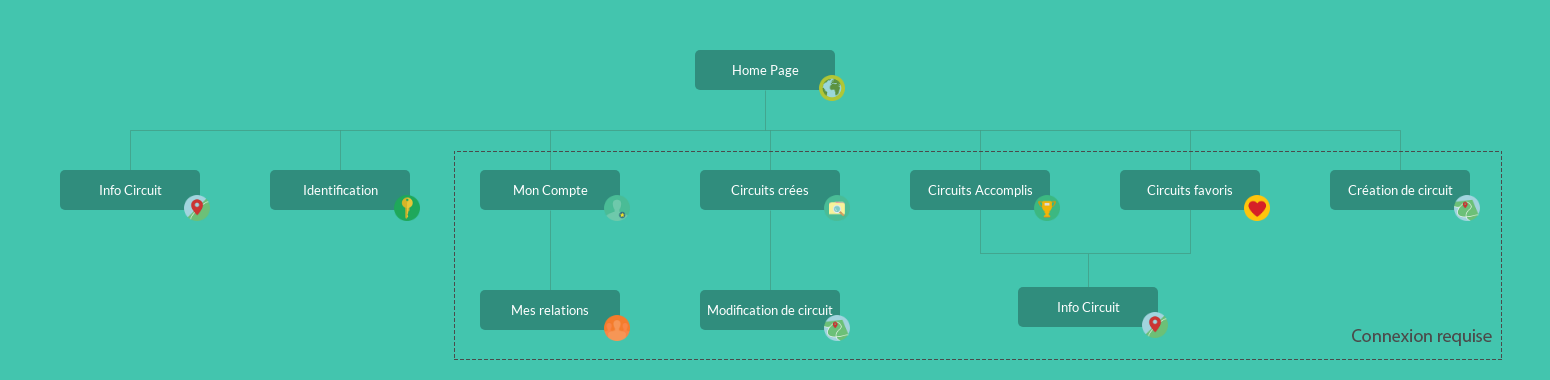 Home Page
Info Circuit
Identification
Mon Compte
Circuits crées
Circuits Accomplis
Circuits favoris
Création de circuit
Mes relations
Modification de circuit
Info Circuit
Connexion requise